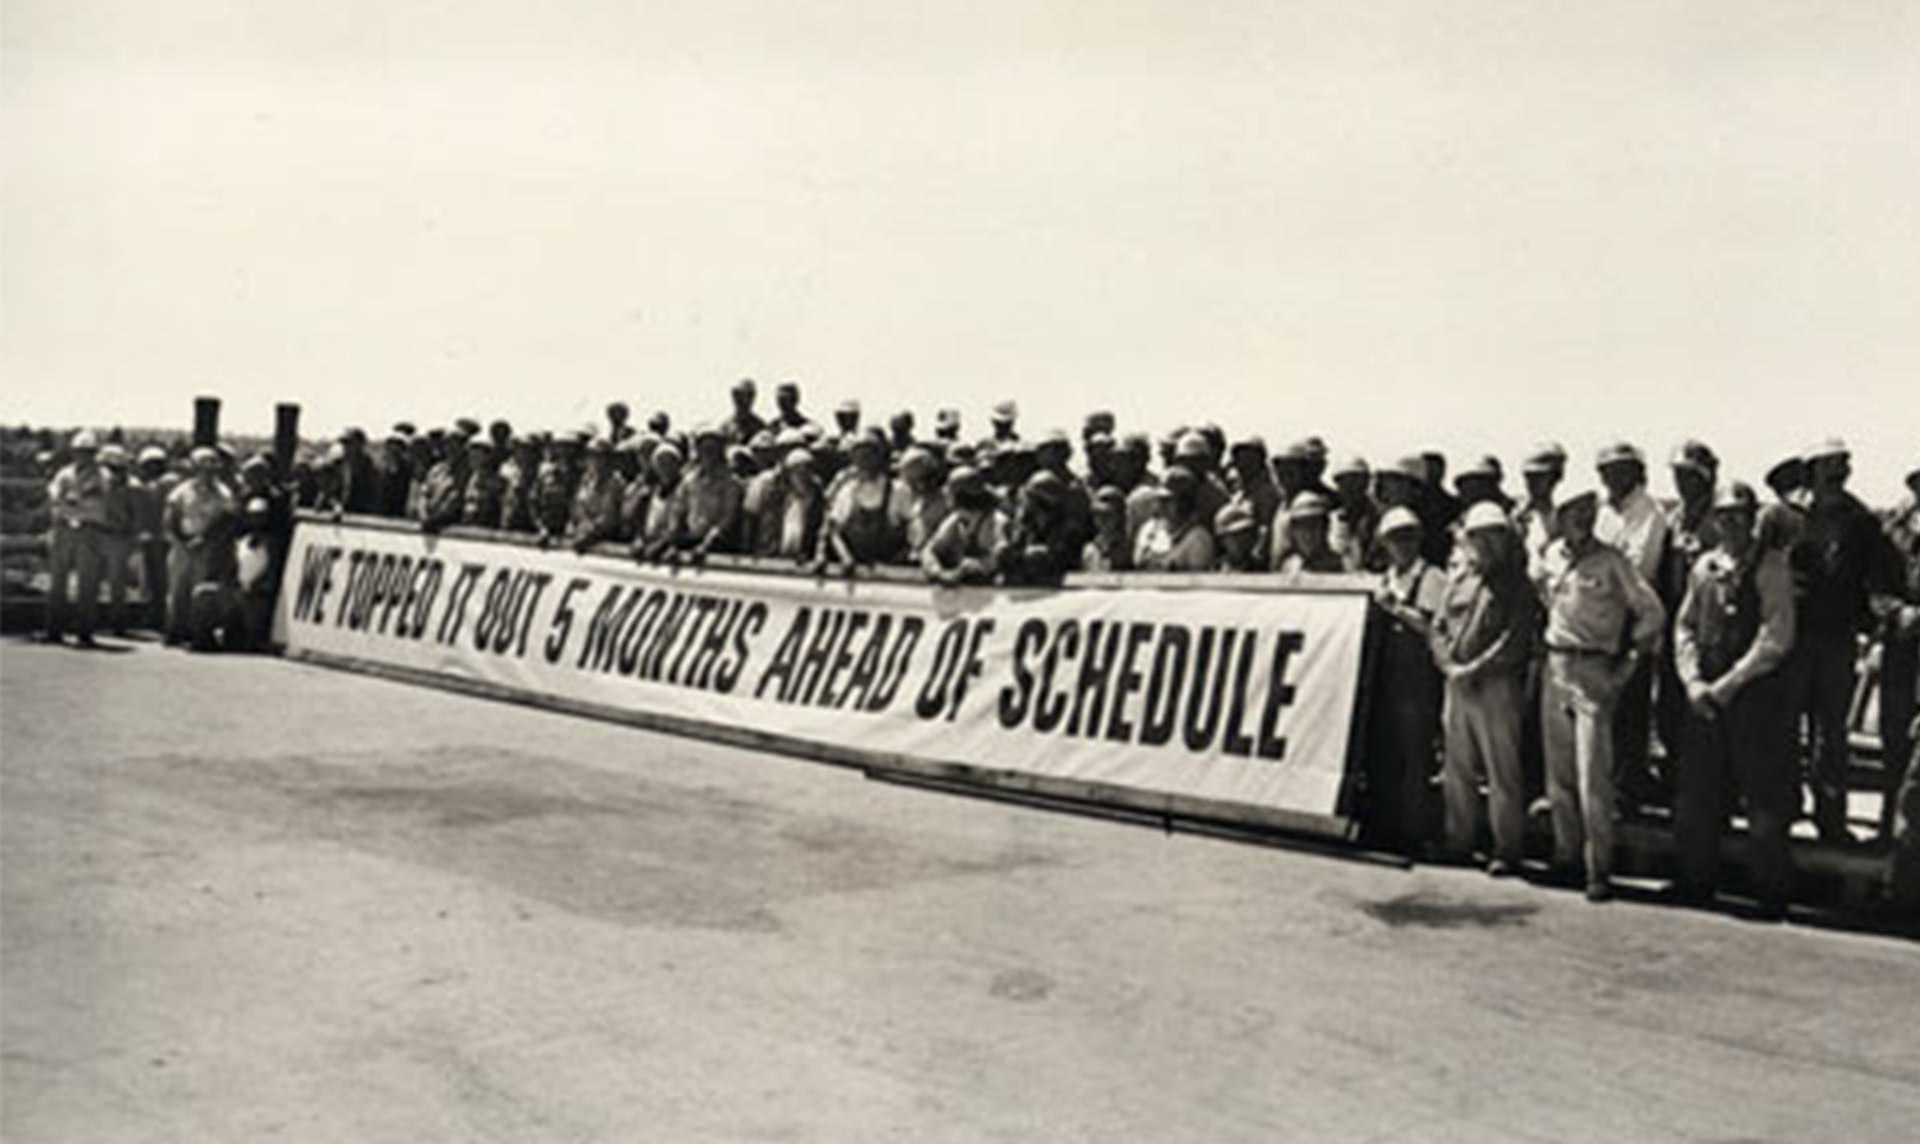 WE TOPPED IT OUT 5 MONTHS AHEAD OF SCHEDULE